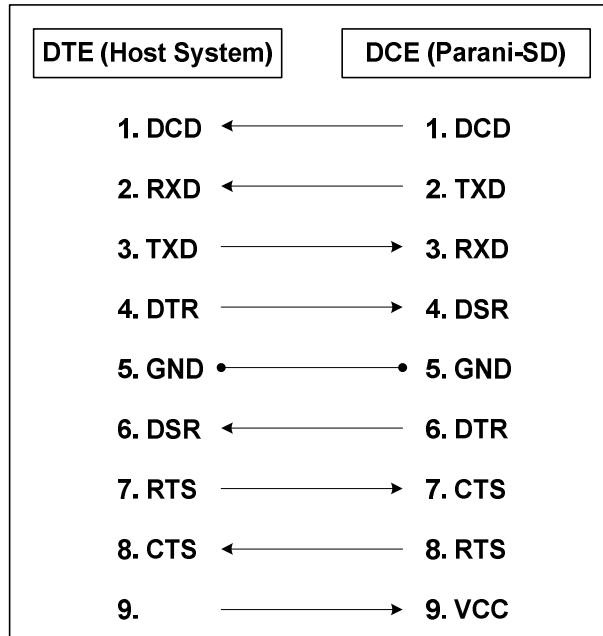 DTE (Host System) DCE (Parani-SD)
1. DCD 1. DCD
2. RXD 2. TXD
3. TXD 3. RXD
4. DTR 4. DSR
5. GND 5. GND
6. DSR 6. DTR
7. RTS 7. CTS
8. CTS 8. RTS
9. 9. VCC